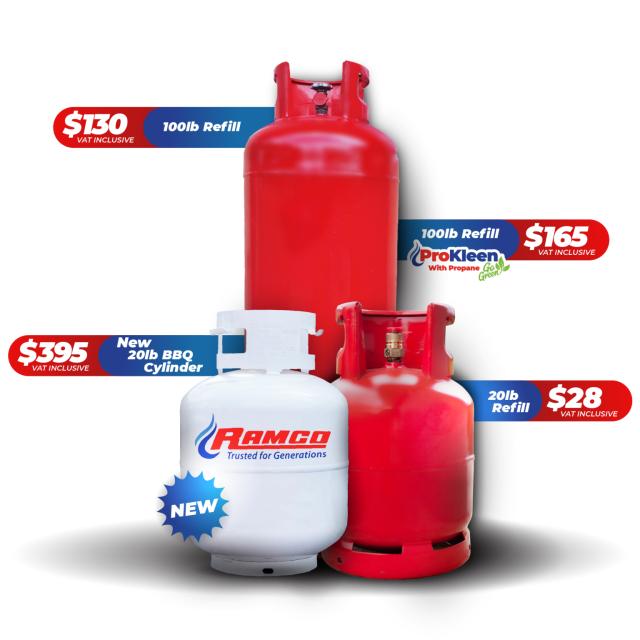 $130
VAT INCLUSIVE
100lb Refill
100lb Refill
$165
VAT INCLUSIVE
ProKleen
With Propane
Go
Green
$395
VAT INCLUSIVE
New
20lb BBQ
Cylinder
20lb
Refill
$28
VAT INCLUSIVE
RAMCO
Trusted for Generations
NEW